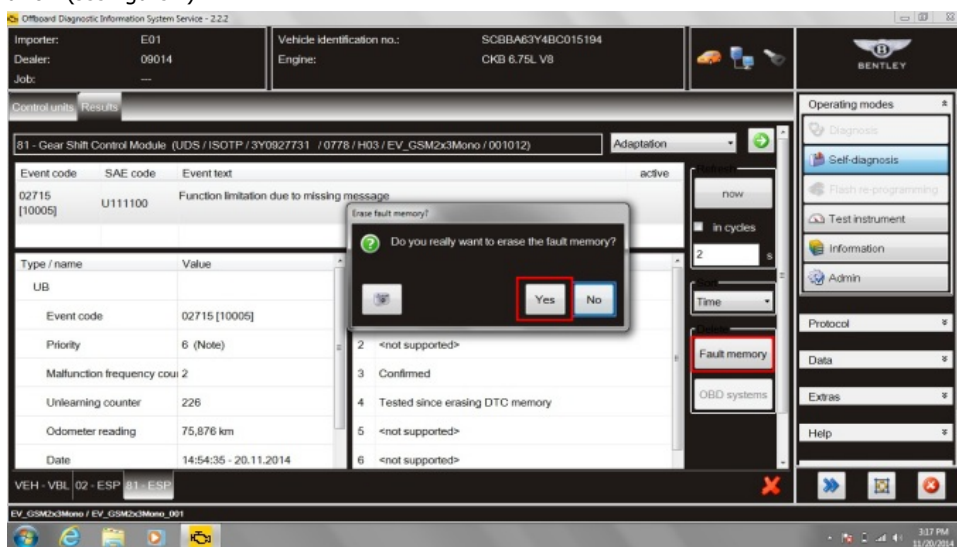 Offboard Diagnostic Information System Service - 2.2.2
Importer: E01
Dealer: 09014
Job: ---
Vehicle identification no.: SCBBA63Y4BC015194
Engine: CKB 6.75L V8
B
BENTLEY
Control units Results
81 - Gear Shift Control Module (UDS / ISOTP / 3Y0927731 / 0778 / H03 / EV_GSM2x3Mono / 001012)
Adaptation
Event code SAE code Event text active
02715
[10005] U111100 Function limitation due to missing message
now
in cycles
2 s
Time
Fault memory
OBD systems
Erase fault memory?
Do you really want to erase the fault memory?
Yes No
Type / name Value
UB
Event code 02715 [10005]
Priority 6 (Note) 2 <not supported>
Malfunction frequency cou 2 3 Confirmed
Unlearning counter 226 4 Tested since erasing DTC memory
Odometer reading 75,876 km 5 <not supported>
Date 14:54:35 - 20.11.2014 6 <not supported>
VEH - VBL 02 - ESP 81 - ESP
EV_GSM2x3Mono / EV_GSM2x3Mono_001
Operating modes
Diagnosis
Self-diagnosis
Flash re-programming
Test instrument
Information
Admin
Protocol
Data
Extras
Help
3:17 PM
11/20/2014